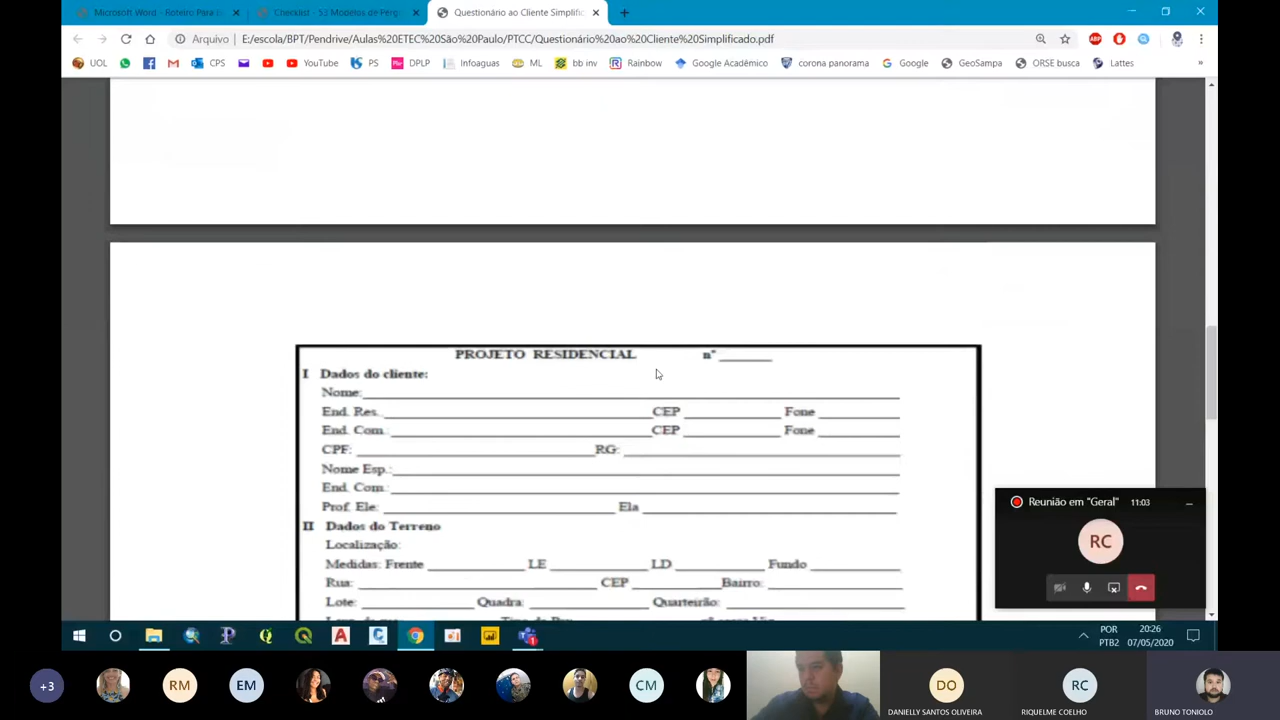 Microsoft Word - Roteiro Para
Checklist - 53 Modelos de Perg
Questionário ao Cliente Simplific
Arquivo
E:/escola/BPT/Pendrive/Aulas%20ETEC%20São%20Paulo/PTCC/Questionário%20ao%20Cliente%20Simplificado.pdf
UOL CPS YouTube PS DPLP Infoaguas ML bb inv Rainbow Google Acadêmico corona panorama Google GeoSampa ORSE busca Lattes »
PROJETO RESIDENCIAL nº ______
I Dados do cliente:
Nome:
End. Res. CEP Fone
End. Com.: CEP Fone
CPF: RG:
Nome Esp.:
End. Com.:
Prof. Ele: Ela
II Dados do Terreno
Localização:
Medidas: Frente LE LD Fundo
Rua: CEP Bairro:
Lote: Quadra: Quarteirão:
Reunião em "Geral" 11:03
RC
POR
PTB2
20:26
07/05/2020
+3 RM EM CM DO RC
DANIELLY SANTOS OLIVEIRA RIQUELME COELHO BRUNO TONIOLO